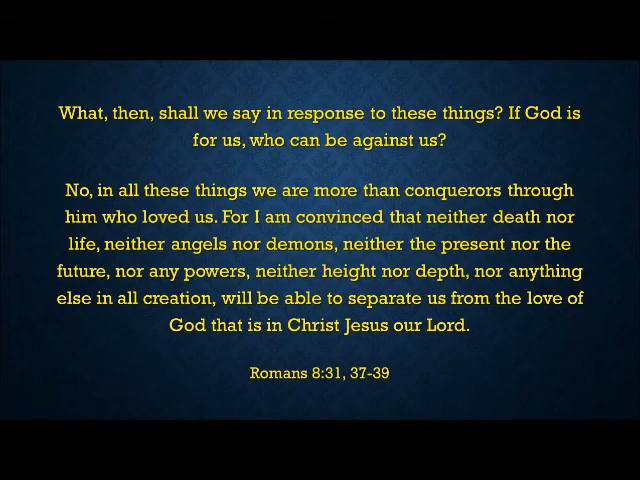 What, then, shall we say in response to these things? If God is
for us, who can be against us?
No, in all these things we are more than conquerors through
him who loved us. For I am convinced that neither death nor
life, neither angels nor demons, neither the present nor the
future, nor any powers, neither height nor depth, nor anything
else in all creation, will be able to separate us from the love of
God that is in Christ Jesus our Lord.
Romans 8:31, 37-39